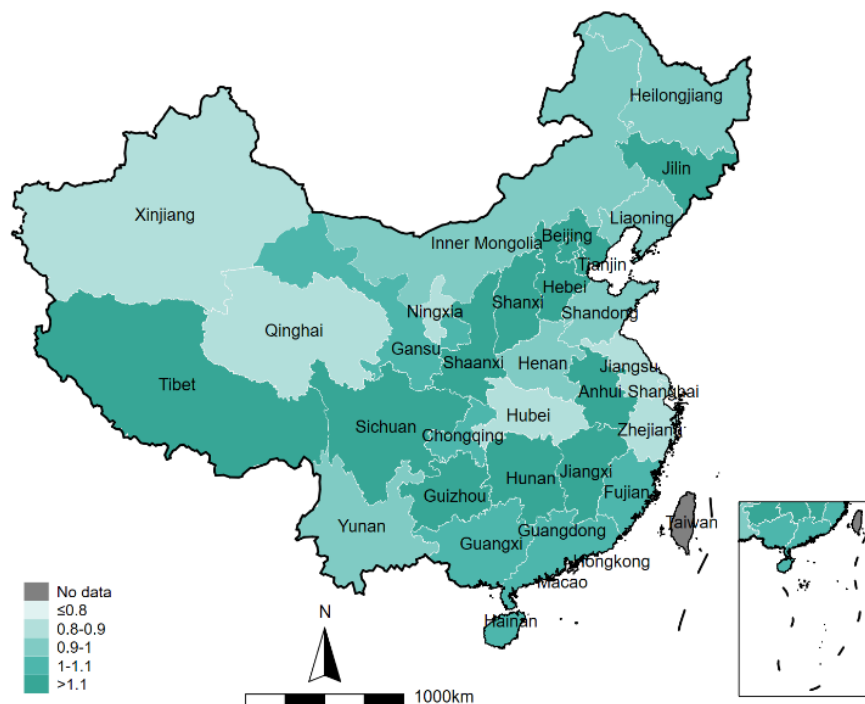 Heilongjiang
Jilin
Xinjiang
Liaoning
Inner Mongolia
Beijing
Tianjin
Hebei
Ningxia
Shanxi
Shandong
Qinghai
Gansu
Shaanxi
Henan
Jiangsu
Tibet
Anhui
Shanghai
Sichuan
Hubei
Chongqing
Zhejiang
Guizhou
Hunan
Jiangxi
Fujian
Yunan
Guangdong
Taiwan
Guangxi
Hongkong
Macao
Hainan
No data
≤0.8
0.8-0.9
0.9-1
1-1.1
>1.1
N
1000km